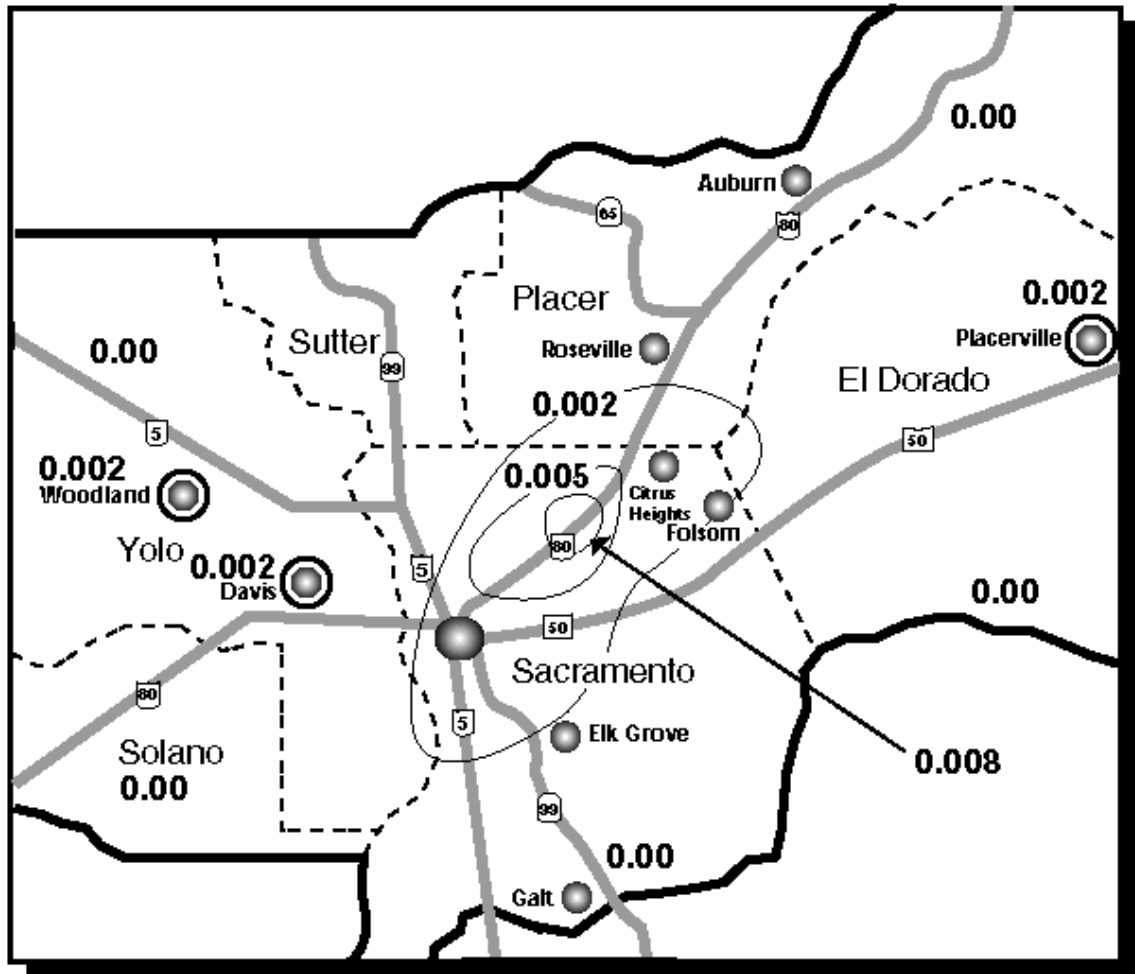 0.00
Auburn
65
80
Placer
0.002
Sutter
Placerville
0.00
Roseville
99
El Dorado
0.002
5
50
0.002
0.005
Woodland
Citrus
Heights
Folsom
Yolo
80
0.002
5
Davis
0.00
50
Sacramento
80
5
Elk Grove
Solano
0.008
0.00
99
0.00
Galt